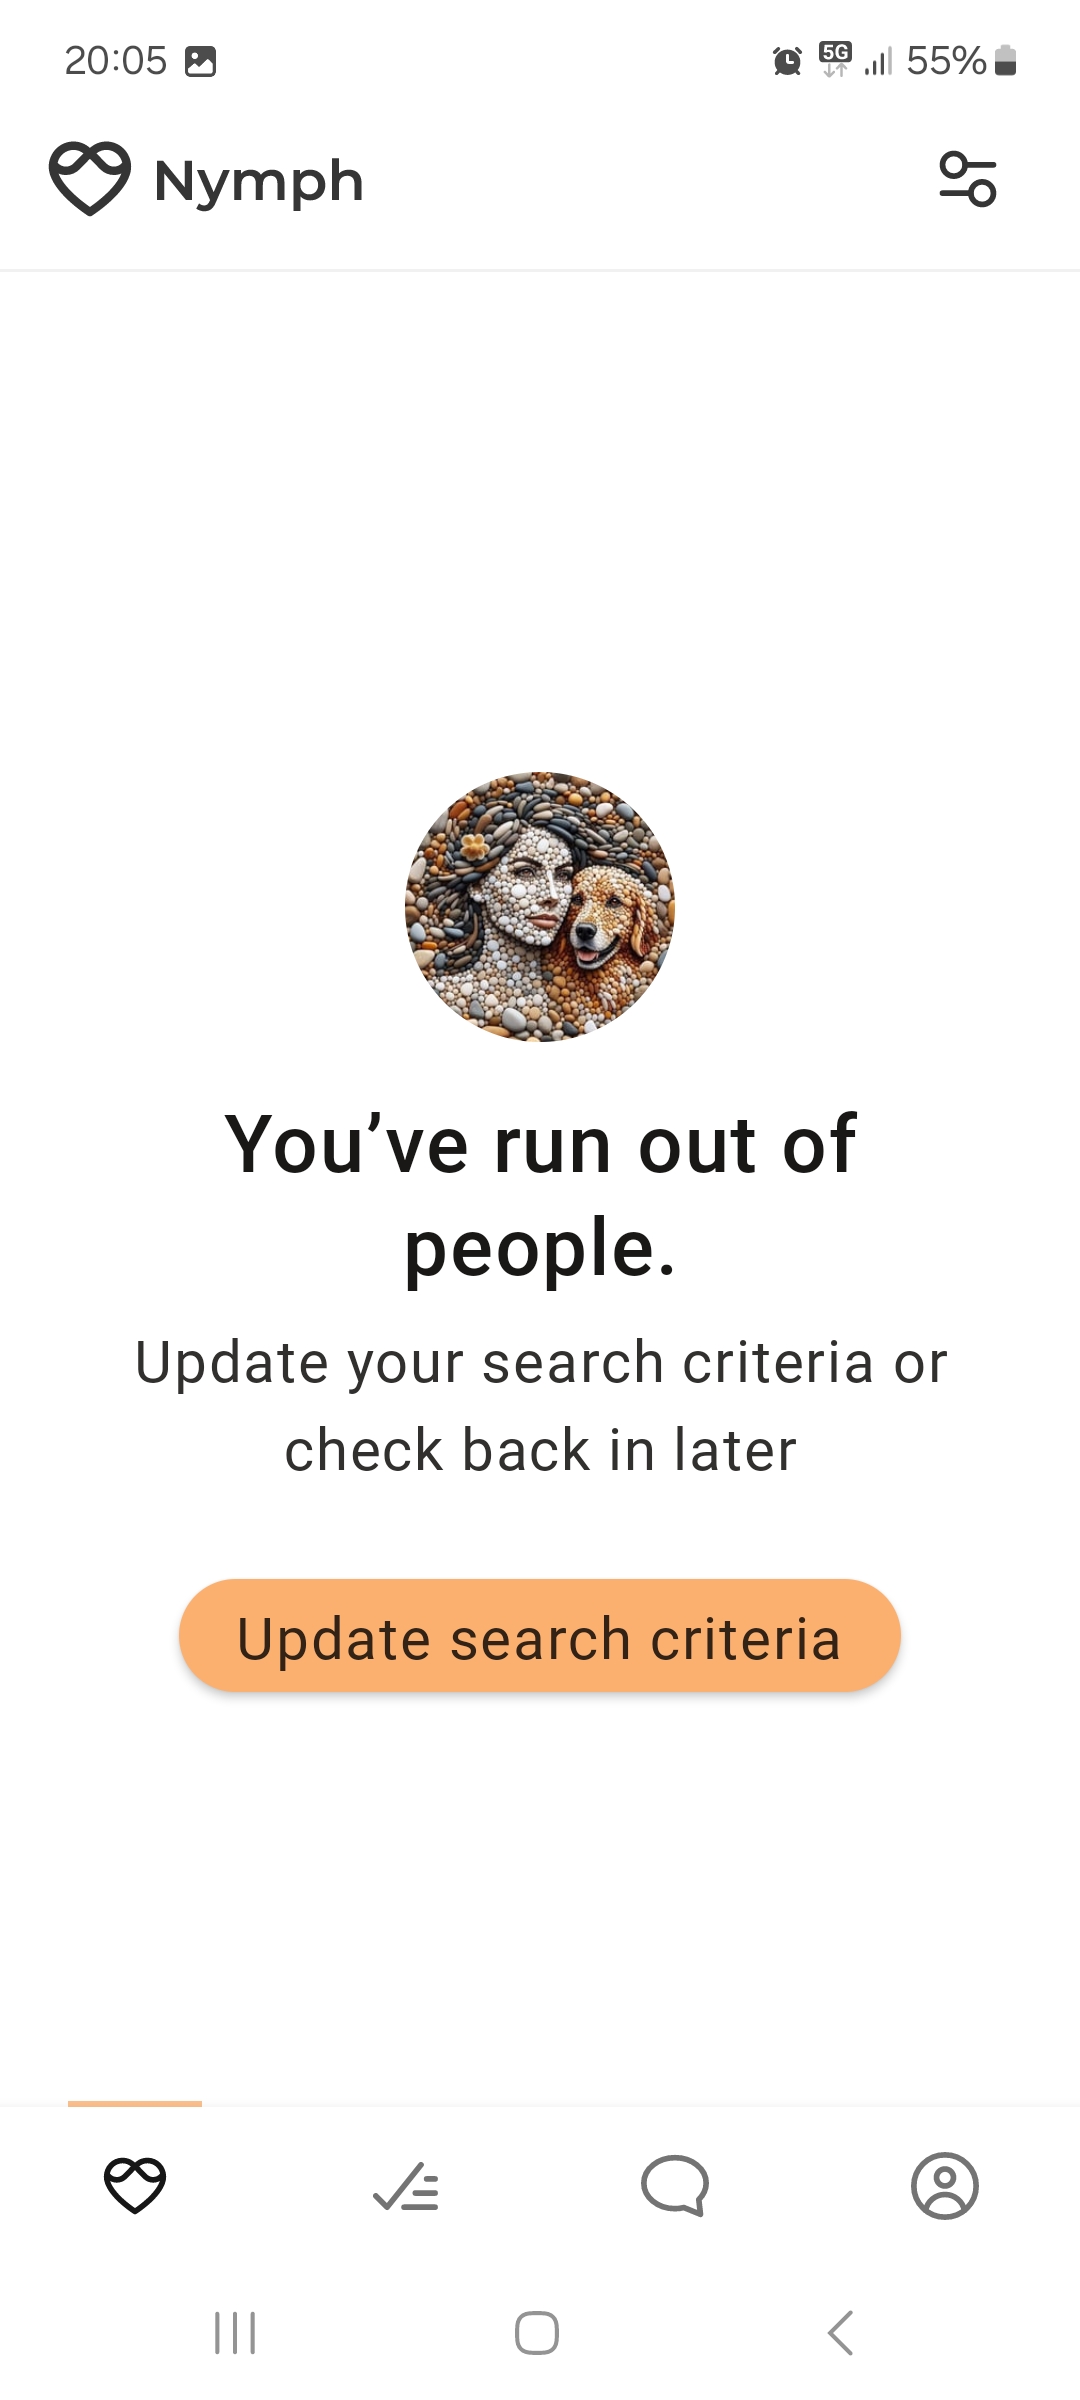 20:05
5G
55%
Nymph
You’ve run out of
people.
Update your search criteria or
check back in later
Update search criteria